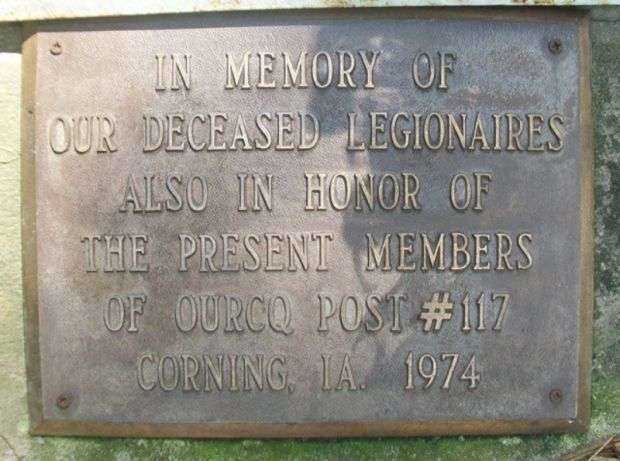 IN MEMORY OF
OUR DECEASED LEGIONAIRES
ALSO IN HONOR OF
THE PRESENT MEMBERS
OF OURCQ POST #117
CORNING, IA. 1974